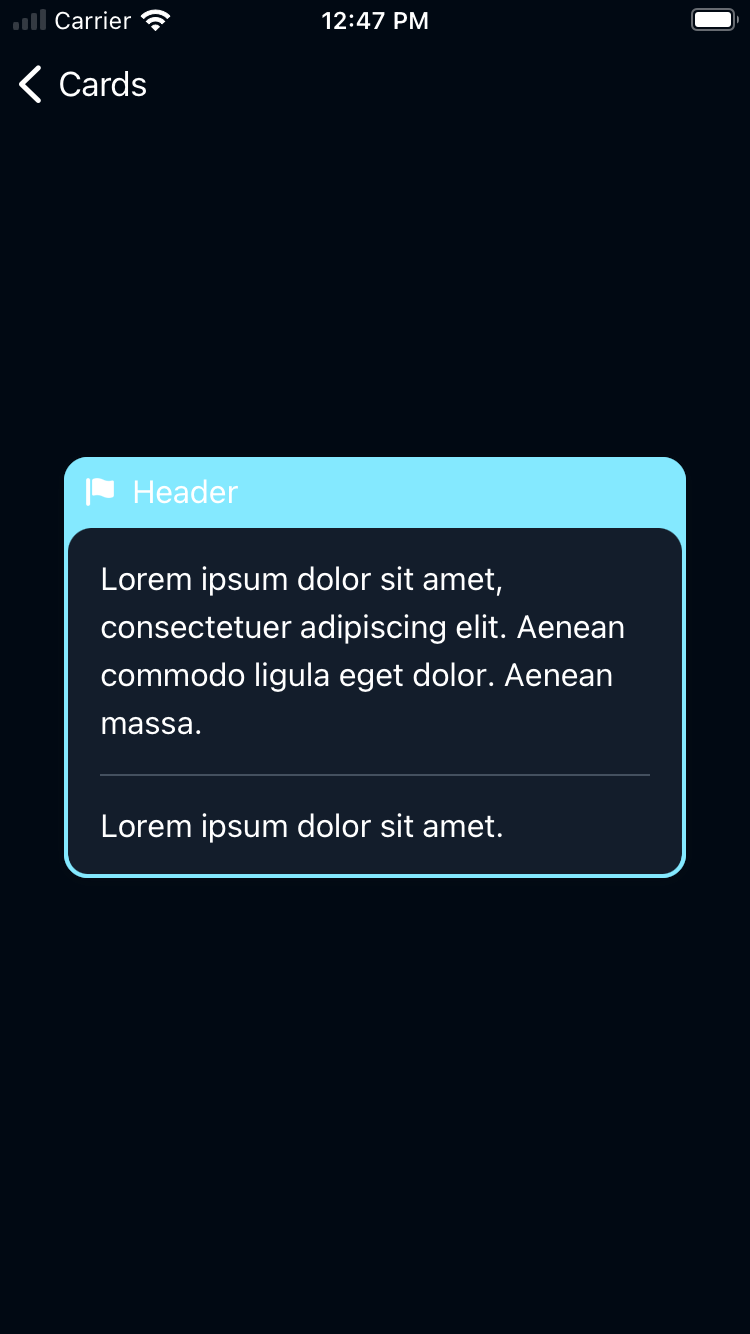 Carrier 12:47 PM
Cards
Header
Lorem ipsum dolor sit amet,
consectetuer adipiscing elit. Aenean
commodo ligula eget dolor. Aenean
massa.
Lorem ipsum dolor sit amet.